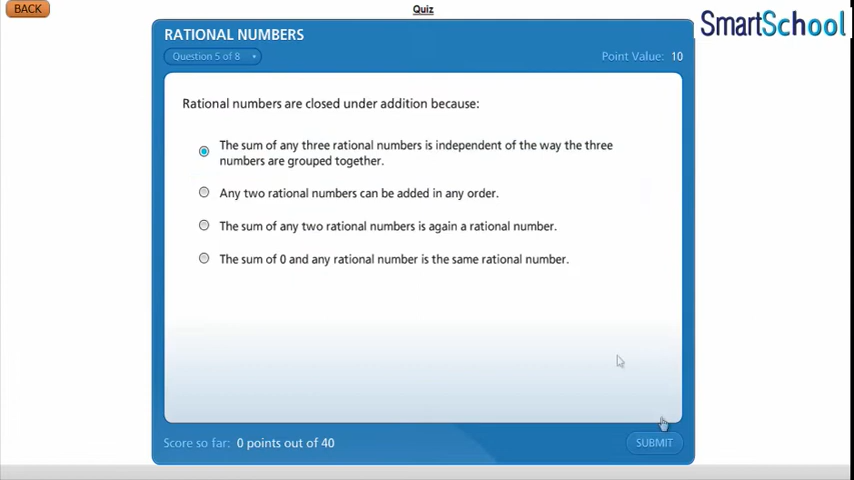 BACK
Quiz
SmartSchool
RATIONAL NUMBERS
Question 5 of 8
Point Value: 10
Rational numbers are closed under addition because:
The sum of any three rational numbers is independent of the way the three
numbers are grouped together.
Any two rational numbers can be added in any order.
The sum of any two rational numbers is again a rational number.
The sum of 0 and any rational number is the same rational number.
Score so far: 0 points out of 40
SUBMIT